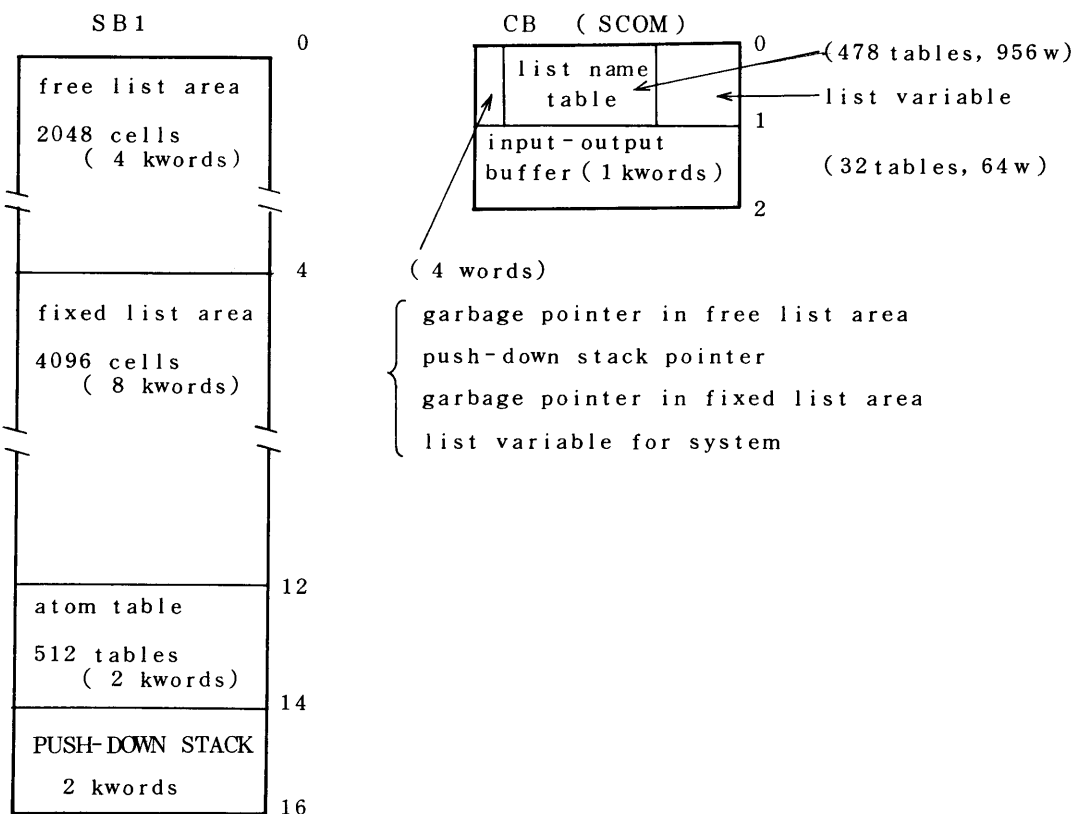 SB1
0
free list area
2048 cells
( 4 kwords)
4
fixed list area
4096 cells
( 8 kwords)
12
atom table
512 tables
( 2 kwords)
14
PUSH-DOWN STACK
2 kwords
16
CB (SCOM)
0
list name
table
(478 tables, 956w)
list variable
1
input-output
buffer (1 kwords)
(32 tables, 64w)
2
( 4 words)
garbage pointer in free list area
push-down stack pointer
garbage pointer in fixed list area
list variable for system